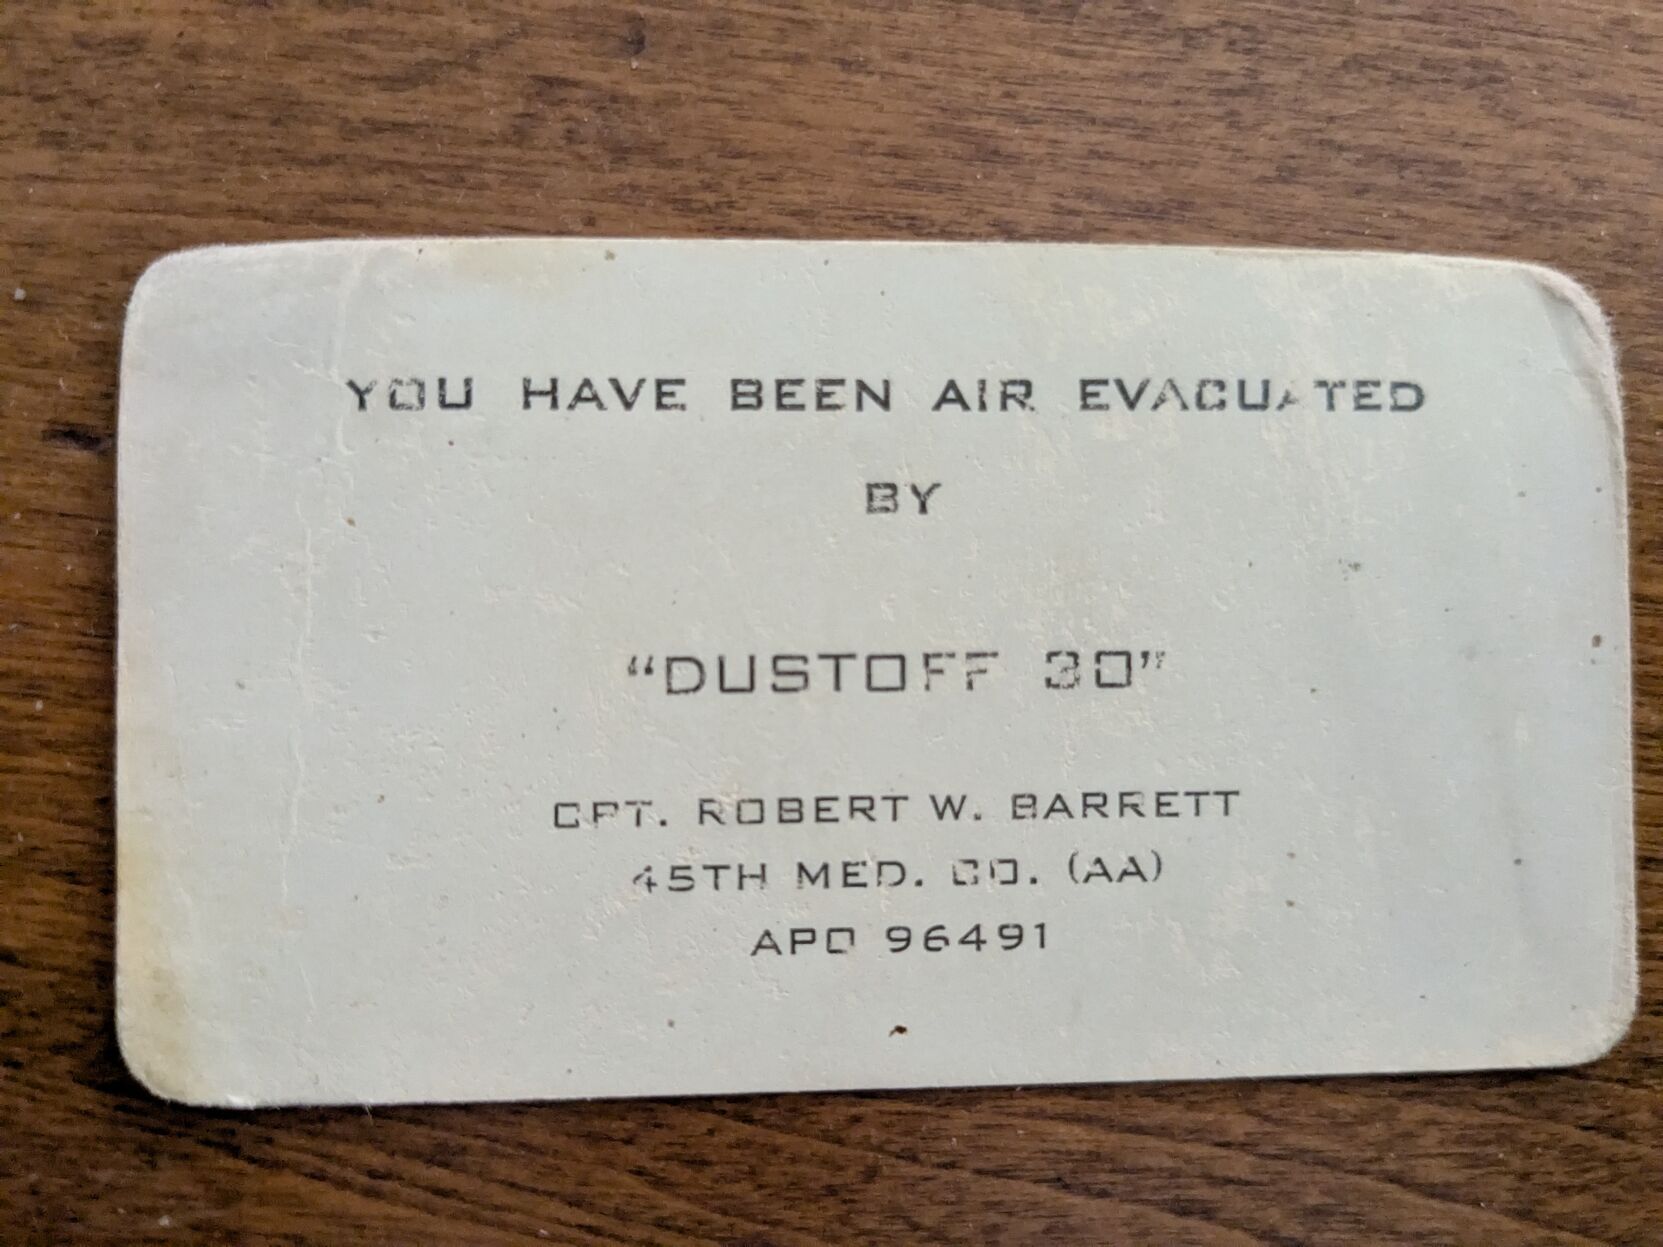 YOU HAVE BEEN AIR EVACUATED
BY
“DUSTOFF 30”
CPT. ROBERT W. BARRETT
45TH MED. CO. (AA)
APO 96491